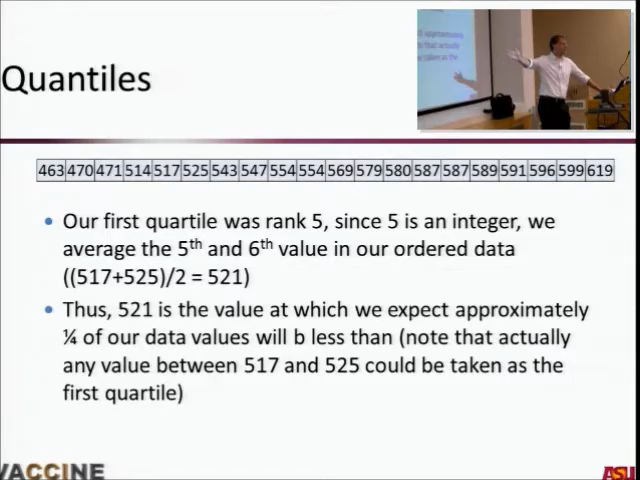 Quantiles
463 470 471 514 517 525 543 547 554 554 569 579 580 587 587 589 591 596 599 619
• Our first quartile was rank 5, since 5 is an integer, we
average the 5th and 6th value in our ordered data
((517+525)/2 = 521)
• Thus, 521 is the value at which we expect approximately
¼ of our data values will b less than (note that actually
any value between 517 and 525 could be taken as the
first quartile)
VACCINE
ASU